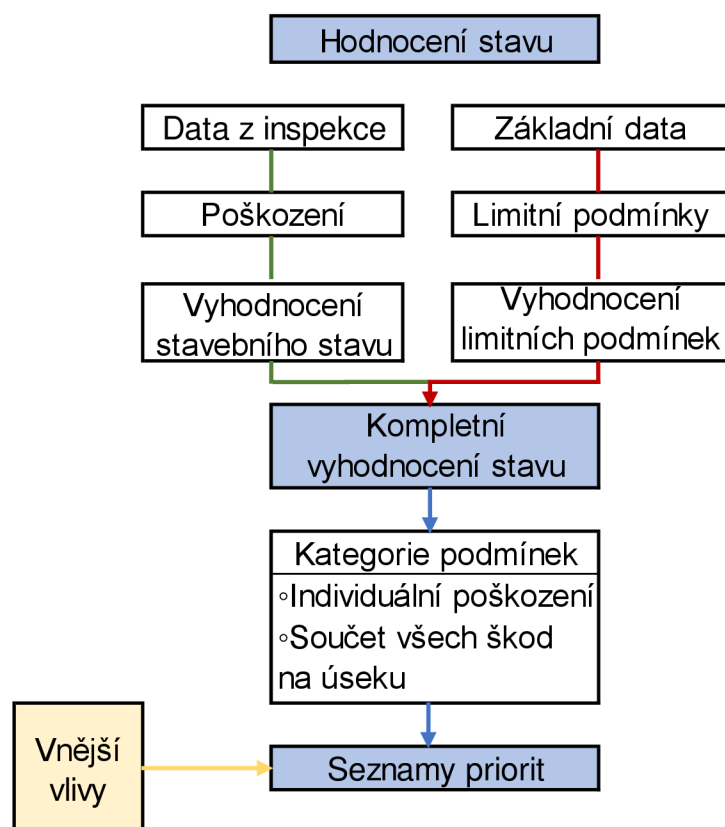 Hodnocení stavu
Data z inspekce
Základní data
Poškození
Limitní podmínky
Vyhodnocení
stavebního stavu
Vyhodnocení
limitních podmínek
Kompletní
vyhodnocení stavu
Kategorie podmínek
◦Individuální poškození
◦Součet všech škod
na úseku
Vnější
vlivy
Seznamy priorit